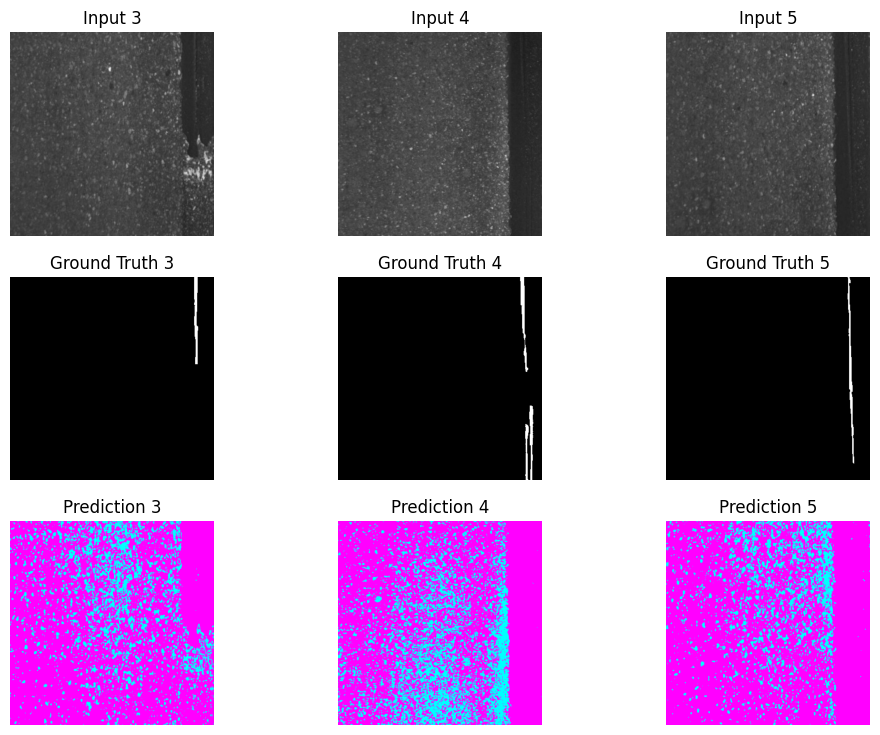 Input 3
Input 4
Input 5
Ground Truth 3
Ground Truth 4
Ground Truth 5
Prediction 3
Prediction 4
Prediction 5